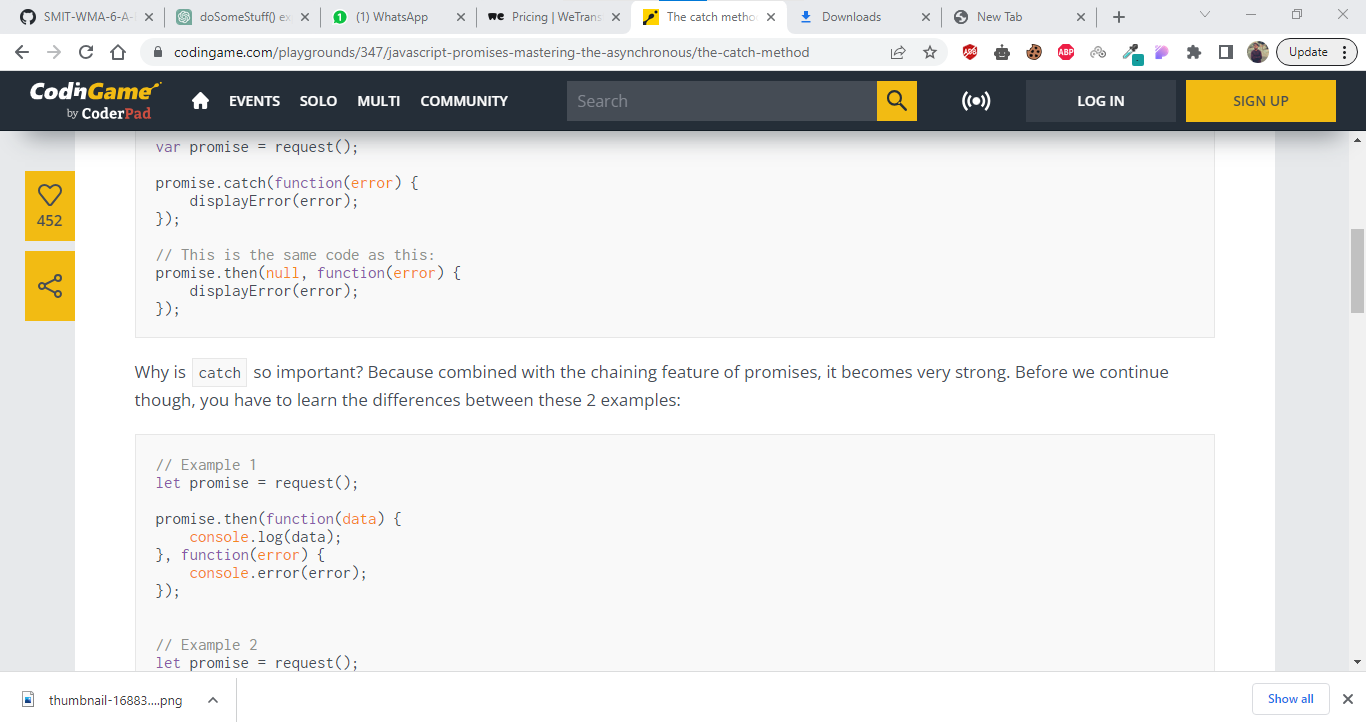 SMIT-WMA-6-A-
doSomeStuff() ex
(1) WhatsApp
Pricing | WeTrans
The catch metho
Downloads
New Tab
codingame.com/playgrounds/347/javascript-promises-mastering-the-asynchronous/the-catch-method
ABP
Update
CodinGame
by CoderPad
EVENTS
SOLO
MULTI
COMMUNITY
Search
LOG IN
SIGN UP
452
var promise = request();
promise.catch(function(error) {
displayError(error);
});
// This is the same code as this:
promise.then(null, function(error) {
displayError(error);
});
Why is catch so important? Because combined with the chaining feature of promises, it becomes very strong. Before we continue
though, you have to learn the differences between these 2 examples:
// Example 1
let promise = request();
promise.then(function(data) {
console.log(data);
}, function(error) {
console.error(error);
});
// Example 2
let promise = request();
thumbnail-16883....png
Show all